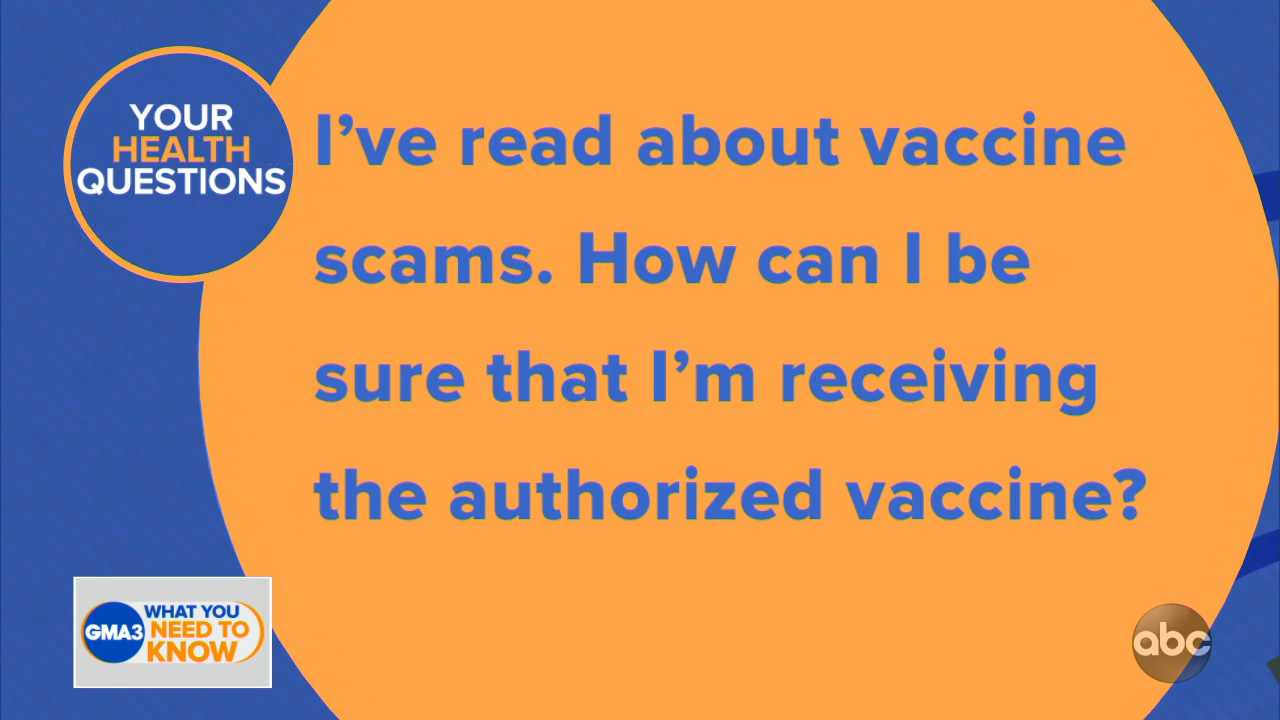 YOUR
HEALTH
QUESTIONS
I've read about vaccine
scams. How can I be
sure that I'm receiving
the authorized vaccine?
GMA3
WHAT YOU
NEED TO
KNOW
abc